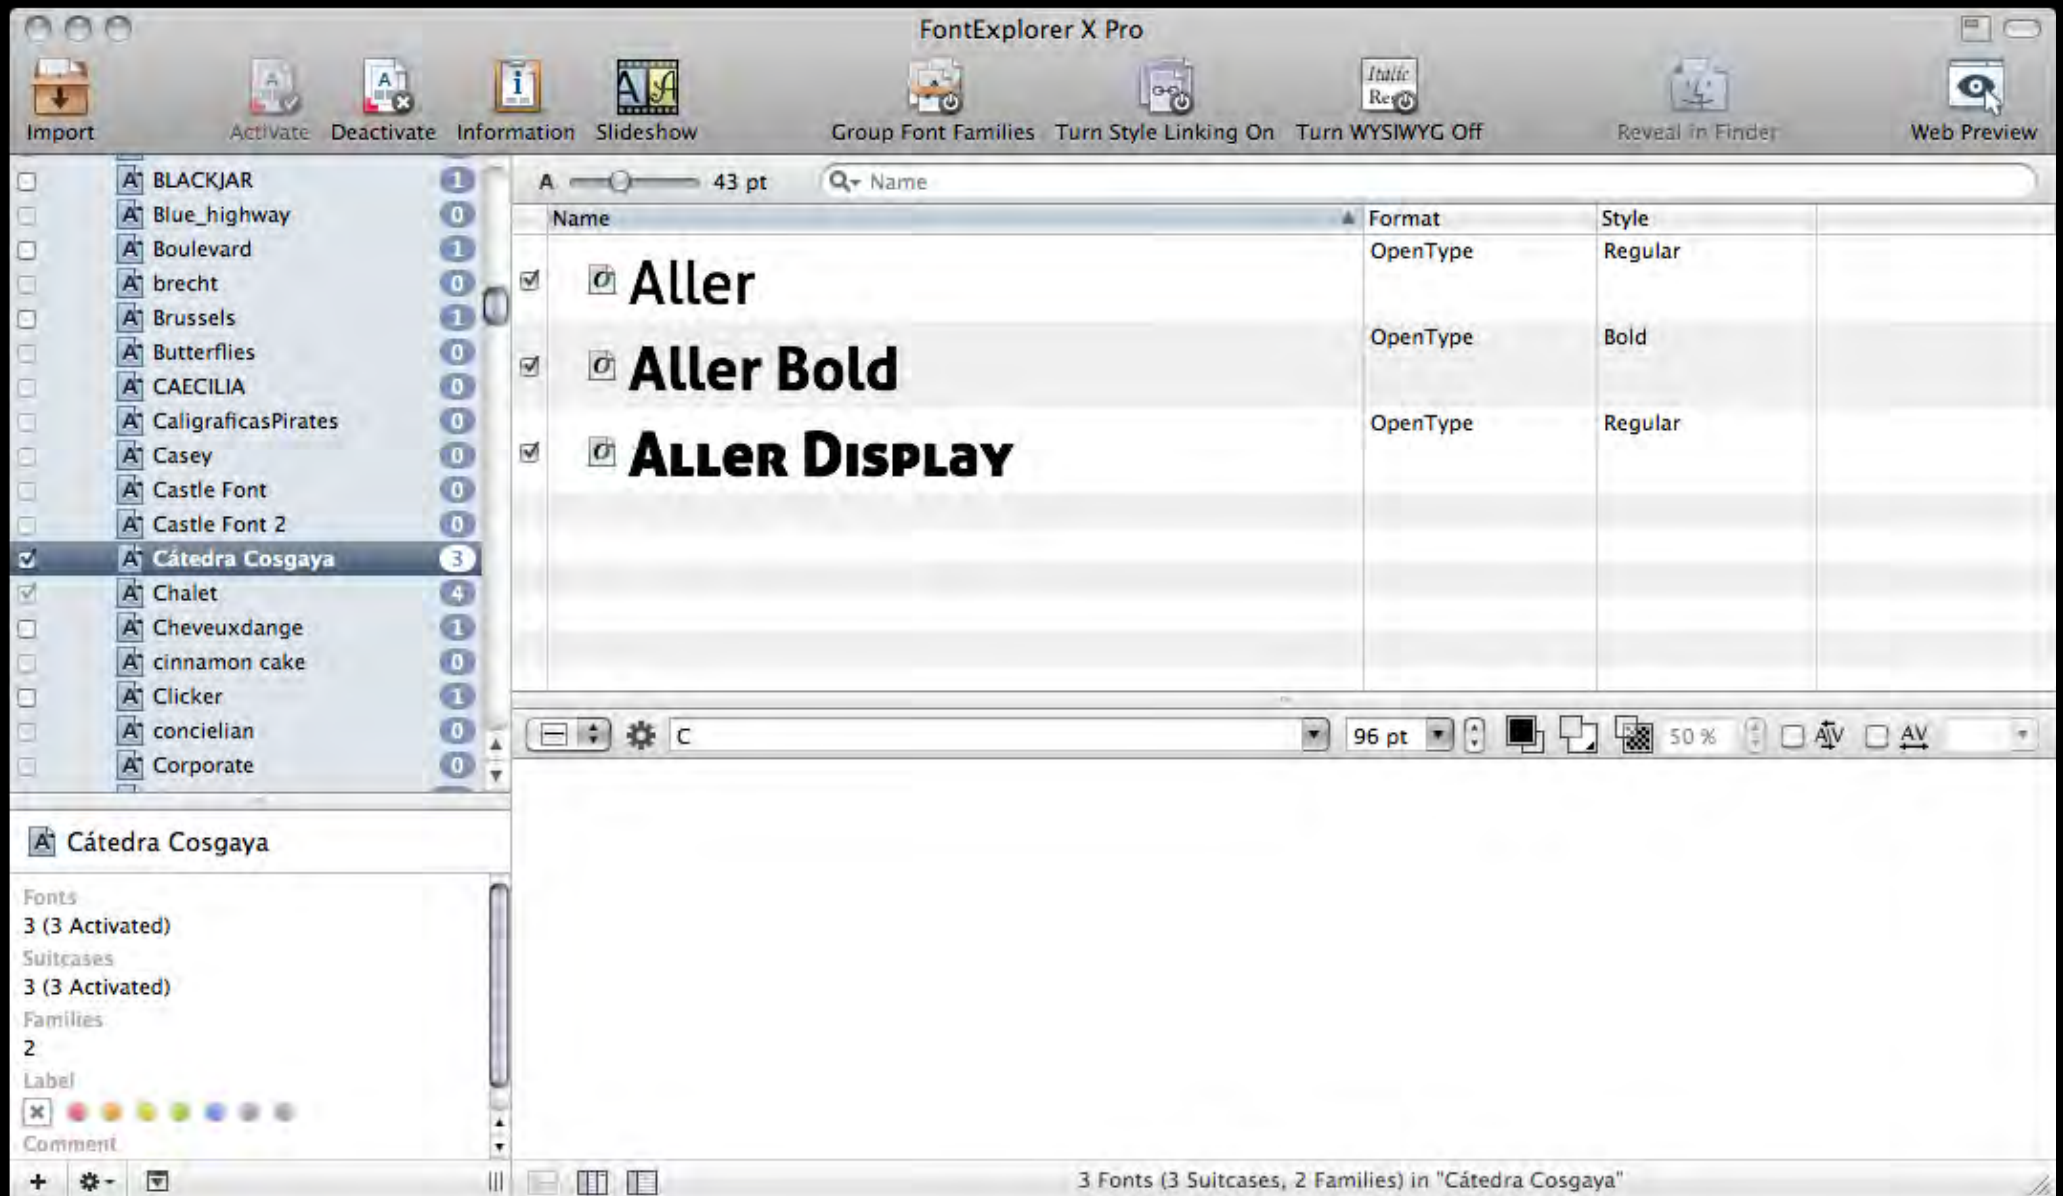 FontExplorer X Pro
Import
Activate
Deactivate
Information
Slideshow
Group Font Families
Turn Style Linking On
Turn WYSIWYG Off
Reveal in Finder
Web Preview
BLACKJAR 1
Blue_highway 0
Boulevard 1
brecht 0
Brussels 1
Butterflies 0
CAECILIA 0
CaligraficasPirates 0
Casey 0
Castle Font 0
Castle Font 2 0
Cátedra Cosgaya 3
Chalet 4
Cheveuxdange 1
cinnamon cake 0
Clicker 1
concielian 0
Corporate 0
A 43 pt Name
Name Format Style
Aller OpenType Regular
Aller Bold OpenType Bold
Aller Display OpenType Regular
C 96 pt 50 % AV AV
Cátedra Cosgaya
Fonts
3 (3 Activated)
Suitcases
3 (3 Activated)
Families
2
Label
Comment
3 Fonts (3 Suitcases, 2 Families) in "Cátedra Cosgaya"